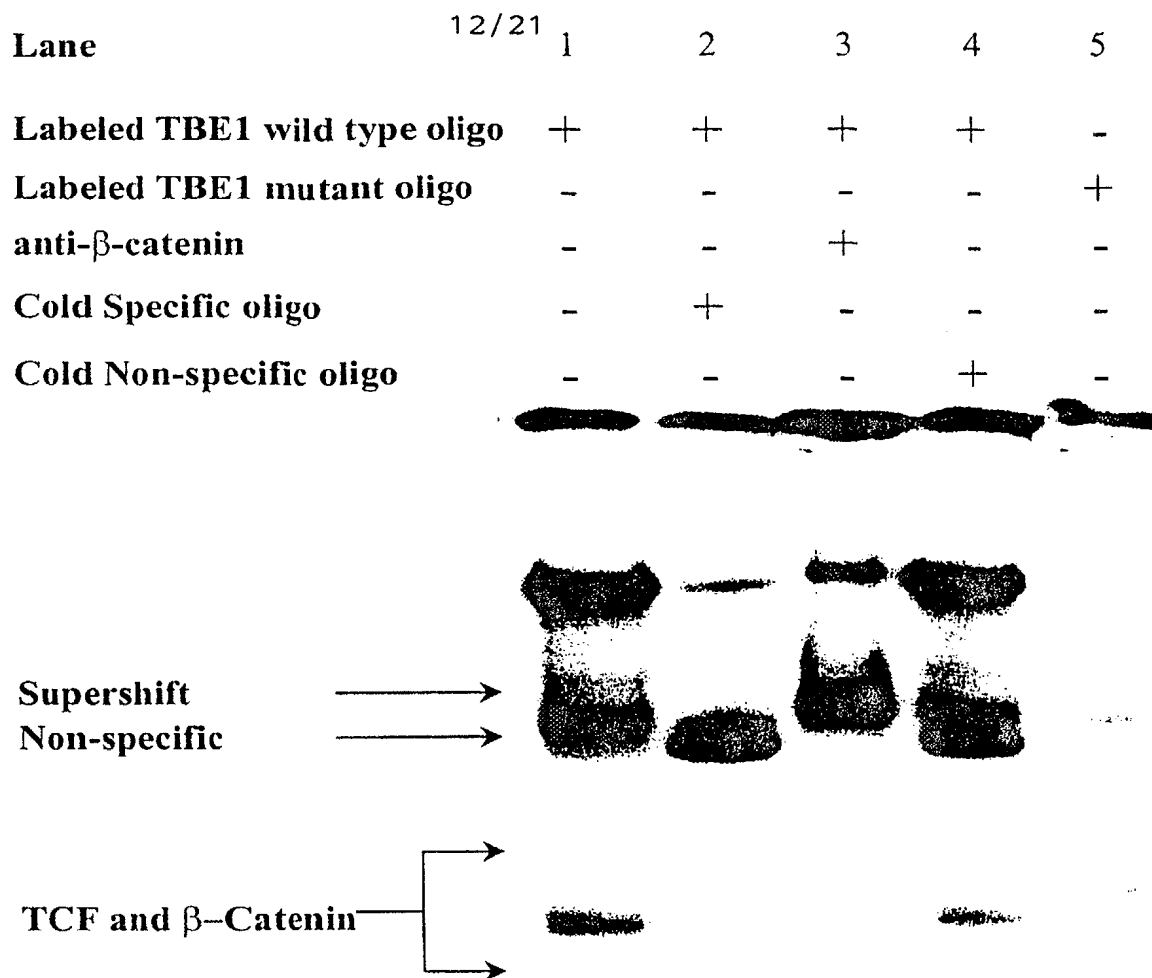 12/21
Lane 1 2 3 4 5
Labeled TBE1 wild type oligo + + + + -
Labeled TBE1 mutant oligo - - - - +
anti-β-catenin - - + - -
Cold Specific oligo - + - - -
Cold Non-specific oligo - - - + -
Supershift
Non-specific
TCF and β–Catenin